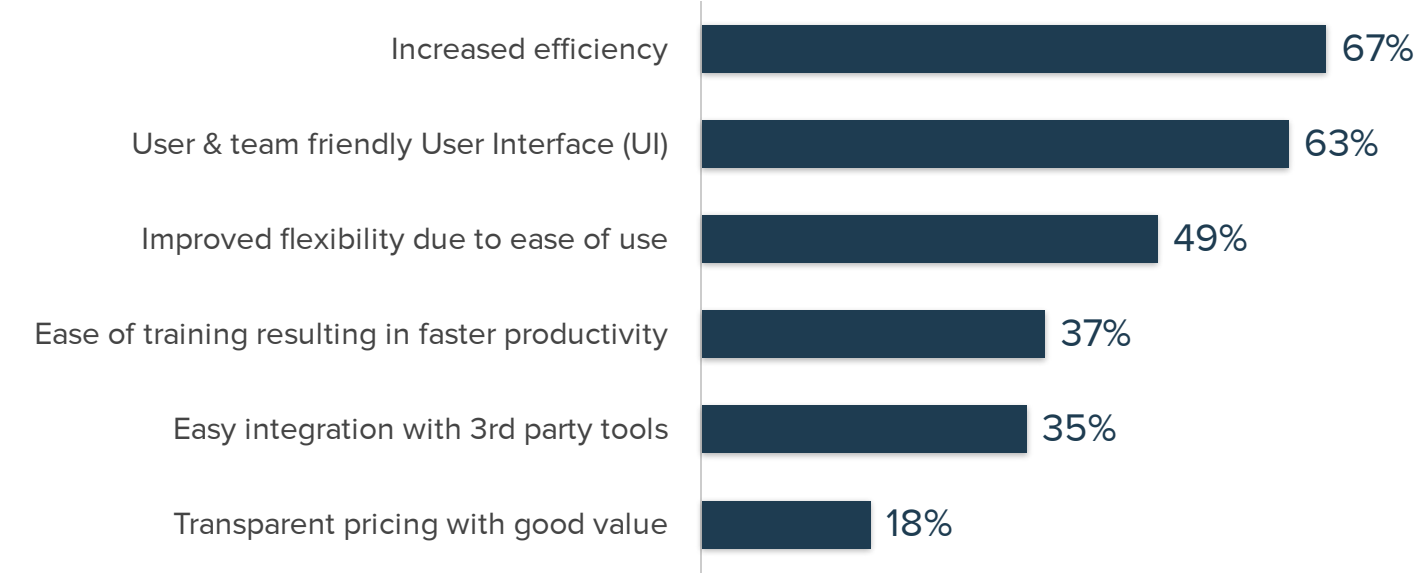 Increased efficiency 67%
User & team friendly User Interface (UI) 63%
Improved flexibility due to ease of use 49%
Ease of training resulting in faster productivity 37%
Easy integration with 3rd party tools 35%
Transparent pricing with good value 18%